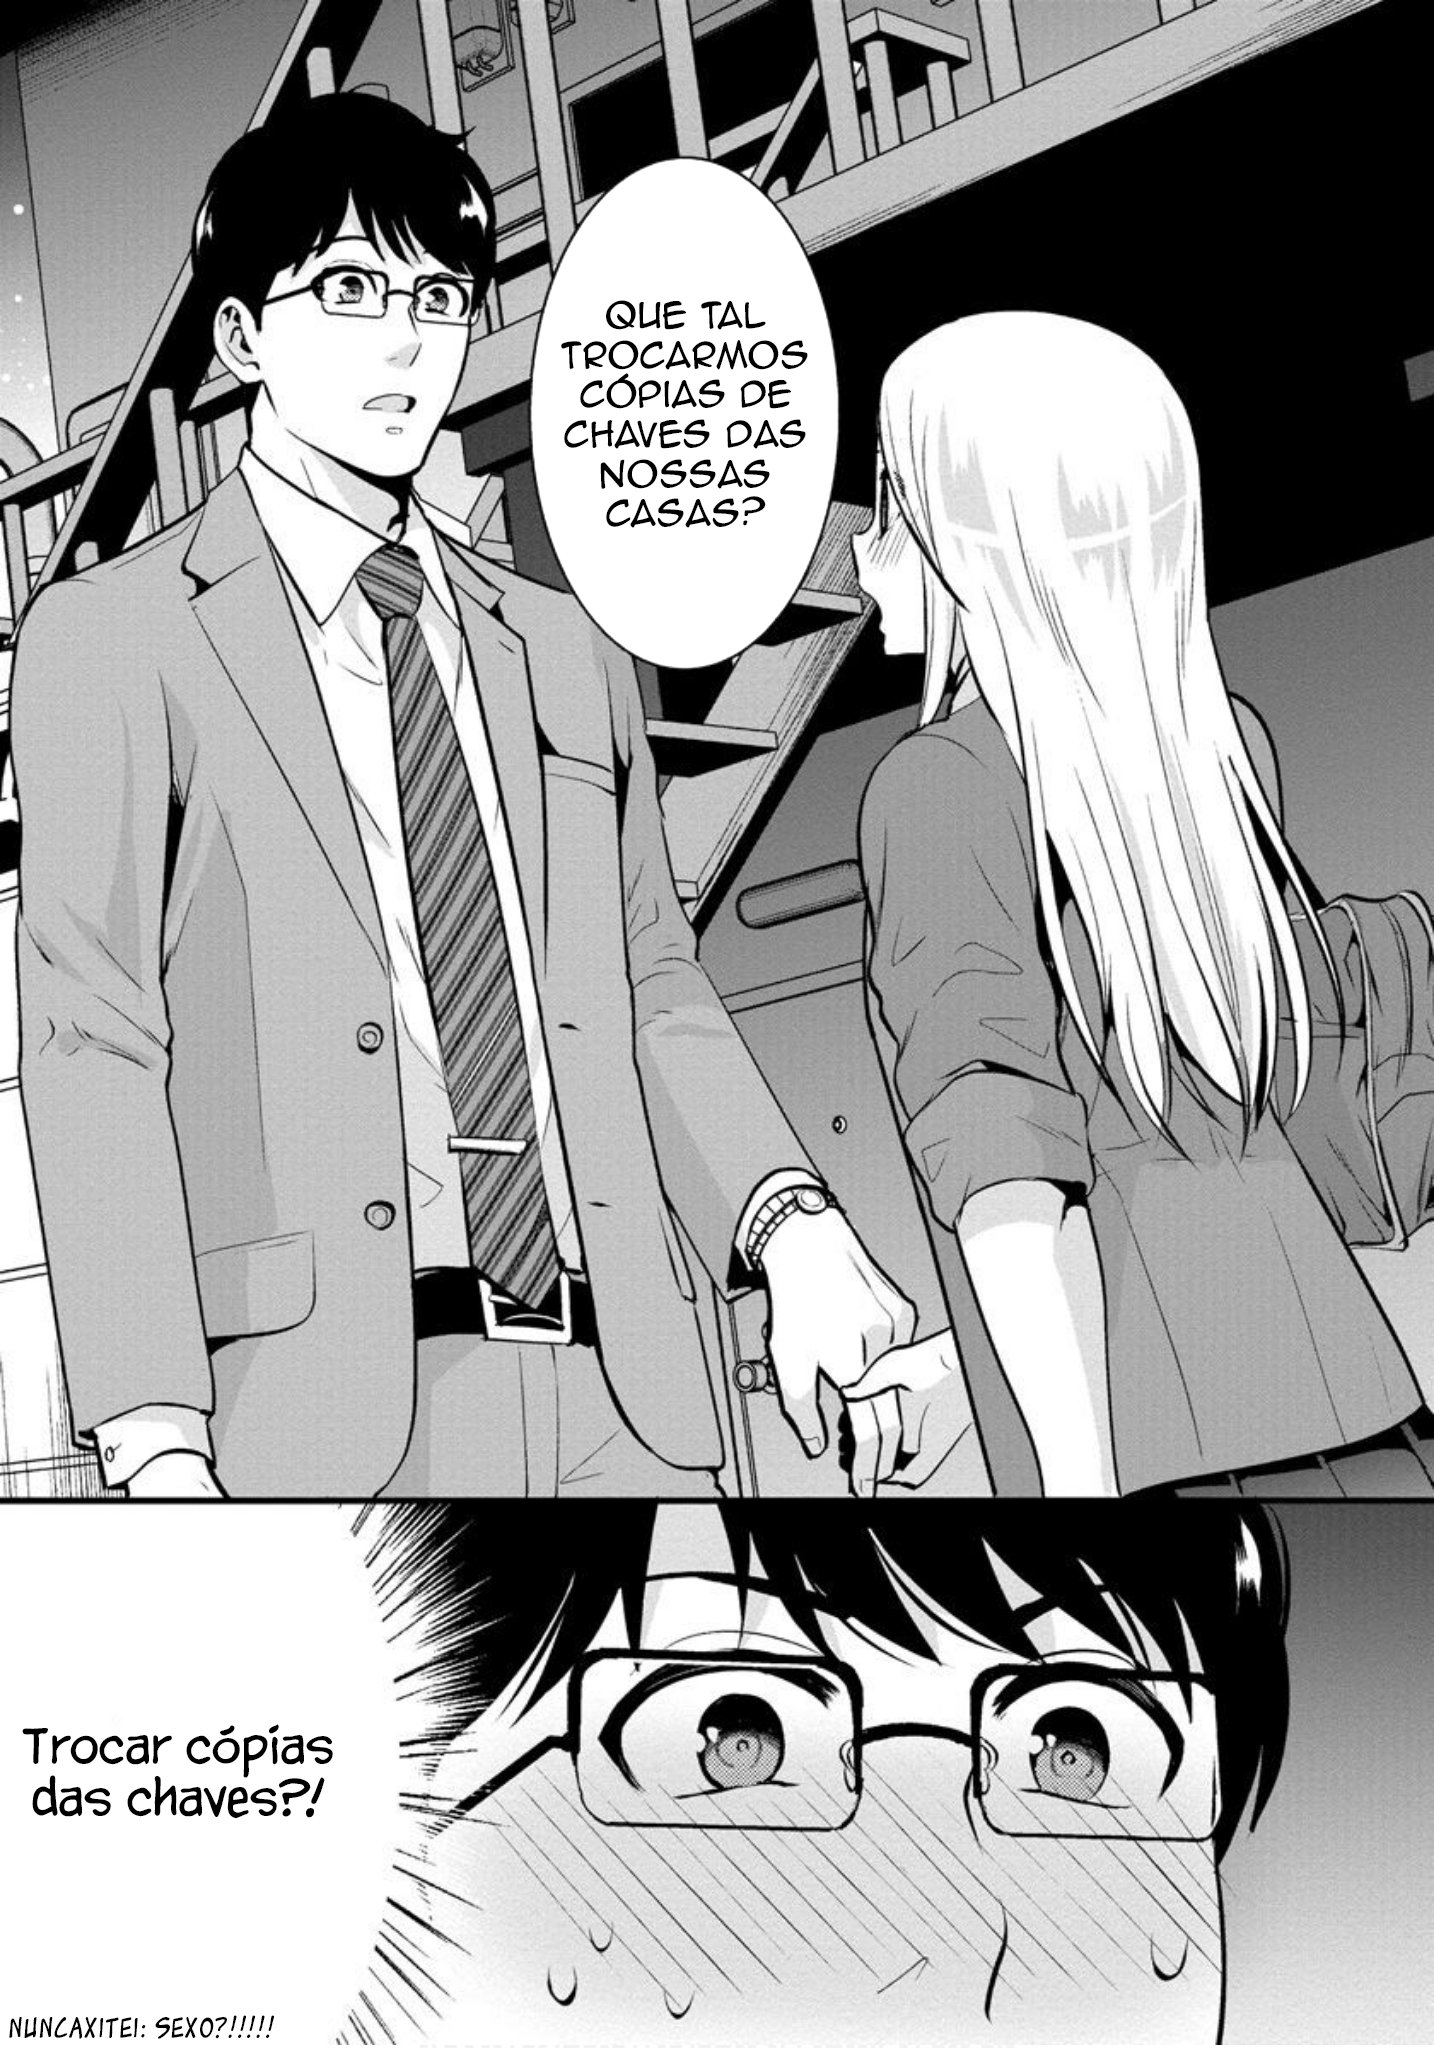 QUE TAL
TROCARMOS
CÓPIAS DE
CHAVES DAS
NOSSAS
CASAS?
Trocar cópias
das chaves?!
NUNCAXITEI: SEXO?!!!!!